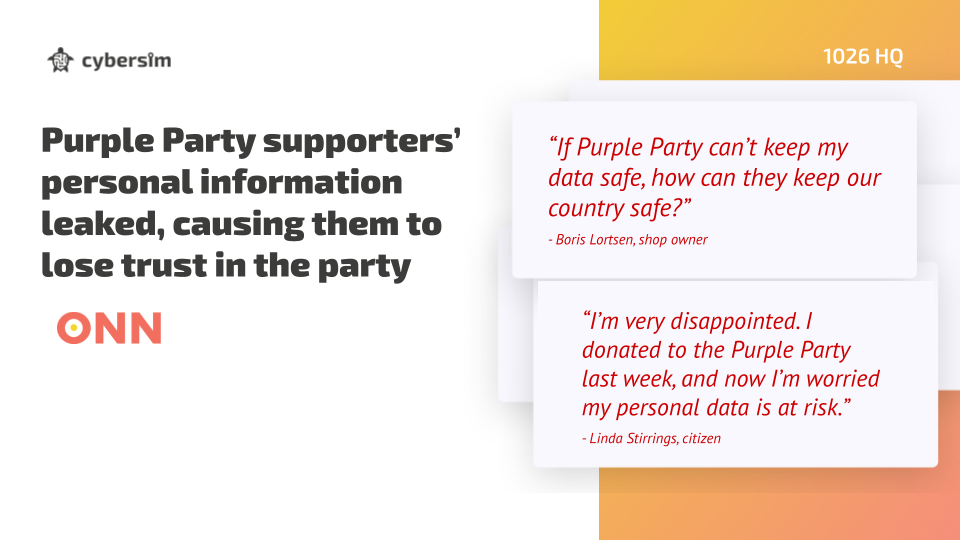 cybersim
1026 HQ
Purple Party supporters’
personal information
leaked, causing them to
lose trust in the party
ONN
“If Purple Party can’t keep my
data safe, how can they keep our
country safe?”
- Boris Lortsen, shop owner
“I’m very disappointed. I
donated to the Purple Party
last week, and now I’m worried
my personal data is at risk.”
- Linda Stirrings, citizen